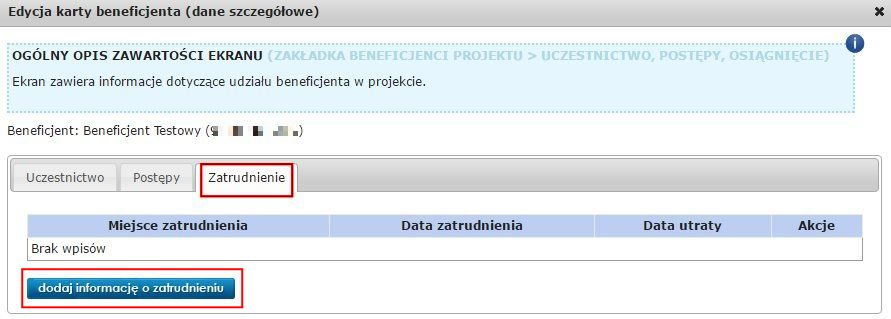 Edycja karty beneficjenta (dane szczegółowe)
OGÓLNY OPIS ZAWARTOŚCI EKRANU (ZAKŁADKA BENEFICJENCI PROJEKTU > UCZESTNICTWO, POSTĘPY, OSIĄGNIĘCIE)
Ekran zawiera informacje dotyczące udziału beneficjenta w projekcie.
Beneficjent: Beneficjent Testowy (
Uczestnictwo Postępy Zatrudnienie
Miejsce zatrudnienia Data zatrudnienia Data utraty Akcje
Brak wpisów
dodaj informację o zatrudnieniu